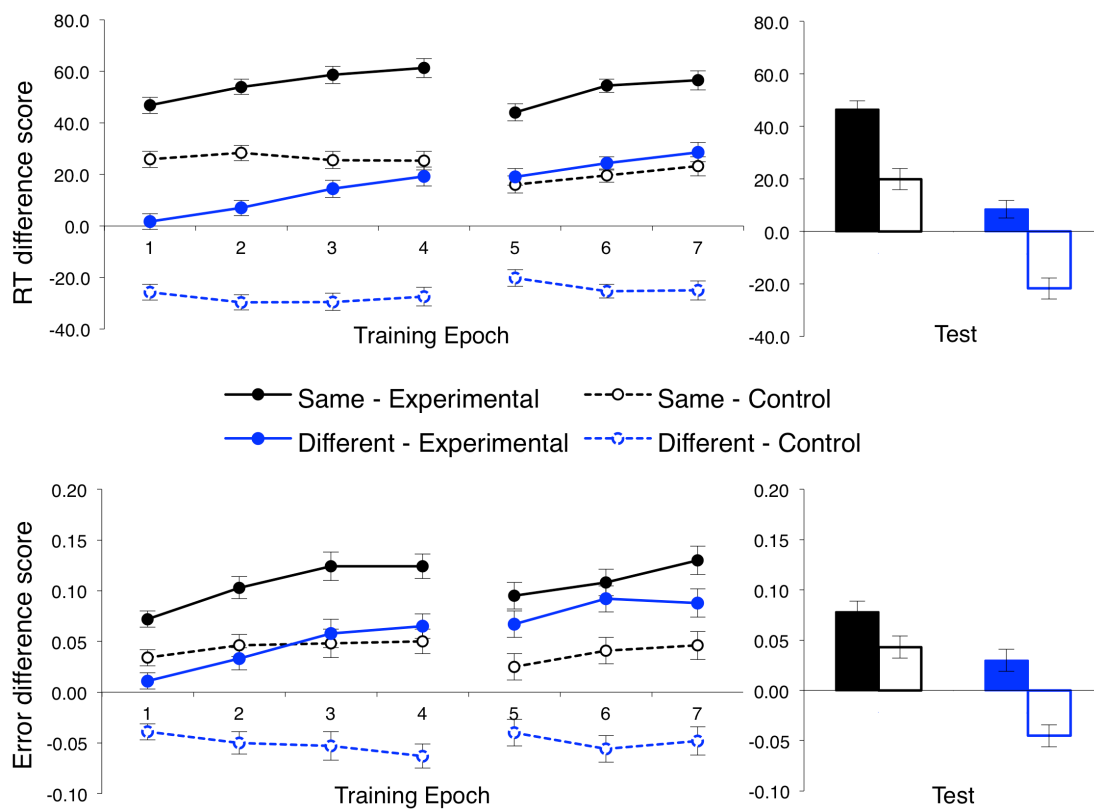 RT difference score
80.0
60.0
40.0
20.0
0.0
-20.0
-40.0
1 2 3 4 5 6 7
Training Epoch
80.0
60.0
40.0
20.0
0.0
-20.0
-40.0
Test
Same - Experimental
Same - Control
Different - Experimental
Different - Control
Error difference score
0.20
0.15
0.10
0.05
0.00
-0.05
-0.10
1 2 3 4 5 6 7
Training Epoch
0.20
0.15
0.10
0.05
0.00
-0.05
-0.10
Test